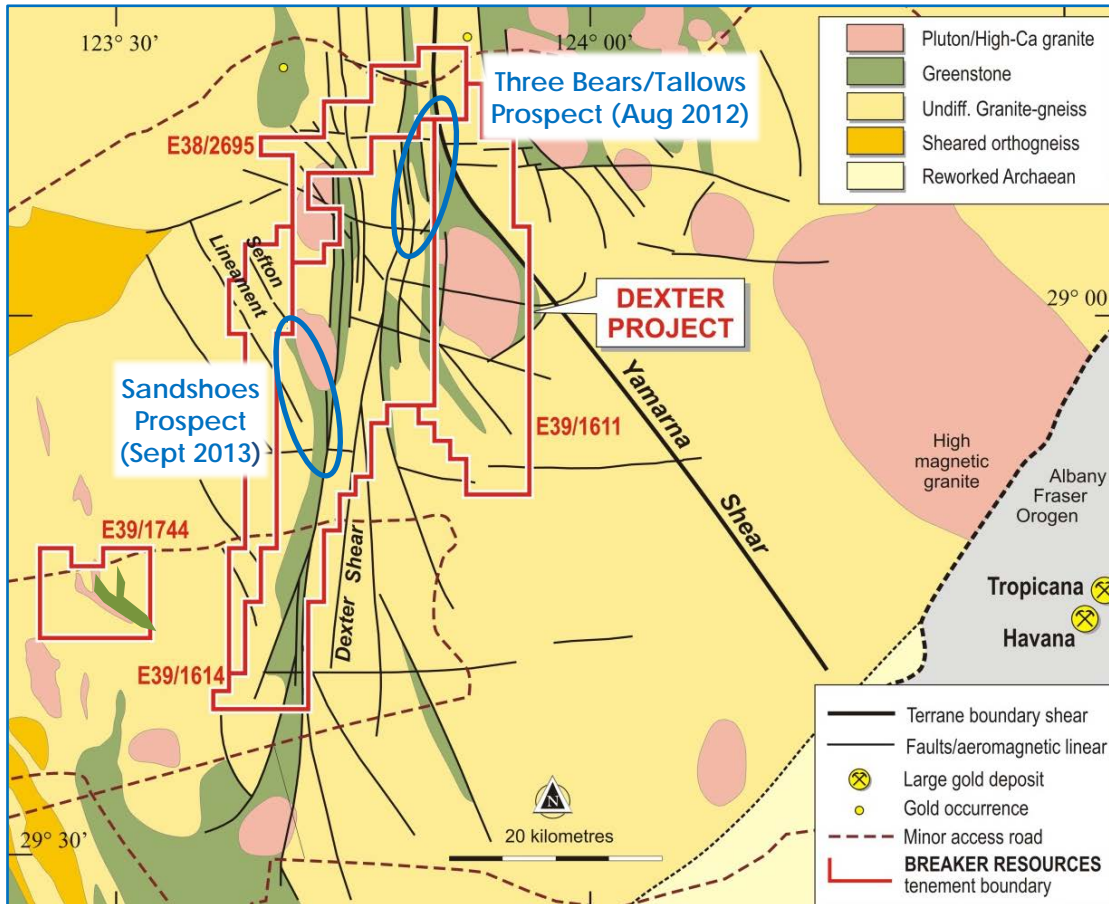 123° 30'
124° 00'
Three Bears/Tallows
Prospect (Aug 2012)
E38/2695
Pluton/High-Ca granite
Greenstone
Undiff. Granite-gneiss
Sheared orthogneiss
Reworked Archaean
Sefton
Lineament
DEXTER
PROJECT
29° 00'
Sandshoes
Prospect
(Sept 2013)
Yamarna
Shear
E39/1611
High
magnetic
granite
Albany
Fraser
Orogen
E39/1744
Dexter Shear
Tropicana
Havana
E39/1614
Terrane boundary shear
Faults/aeromagnetic linear
Large gold deposit
Gold occurrence
Minor access road
BREAKER RESOURCES
tenement boundary
N
20 kilometres
29° 30'